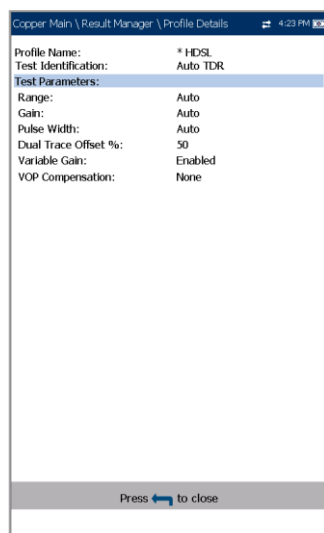 Copper Main \ Result Manager \ Profile Details 4:23 PM
Profile Name: * HDSL
Test Identification: Auto TDR
Test Parameters:
Range: Auto
Gain: Auto
Pulse Width: Auto
Dual Trace Offset %: 50
Variable Gain: Enabled
VOP Compensation: None
Press to close